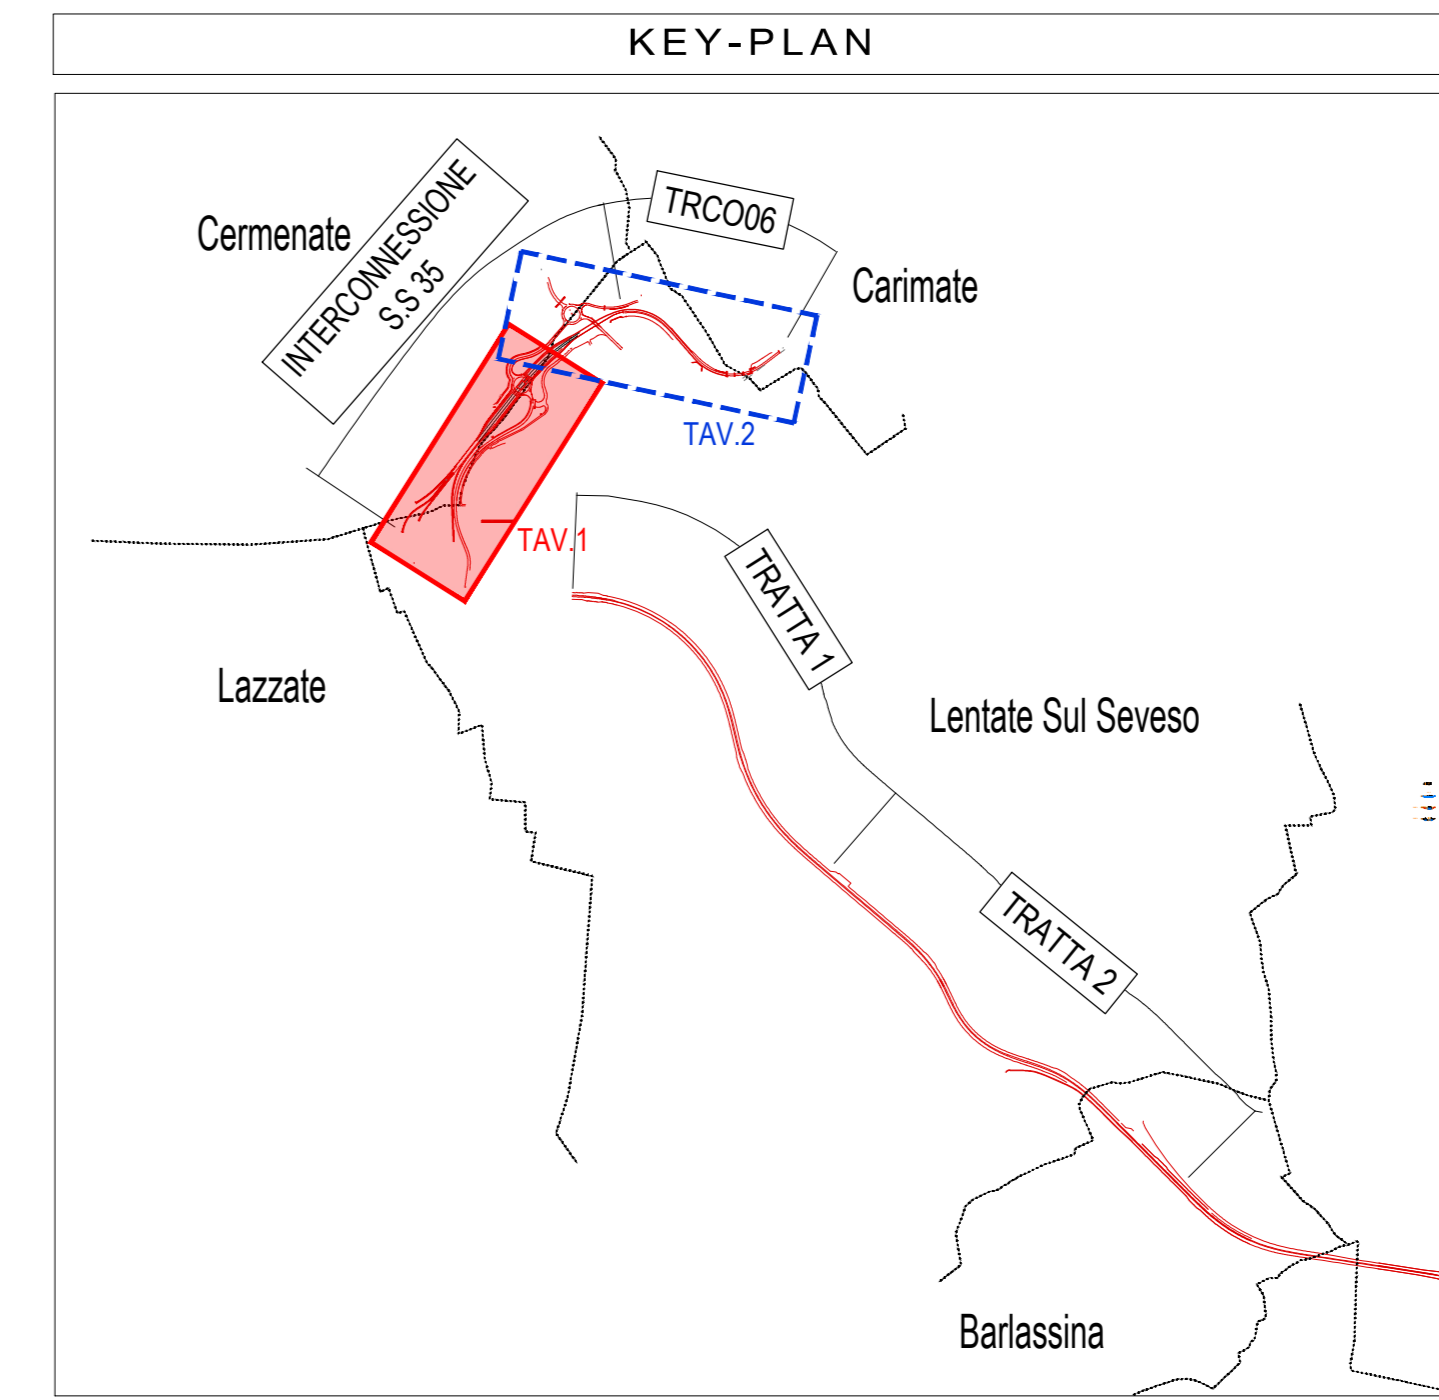 KEY-PLAN
INTERCONNESSIONE
S.S 35
TRCO06
Cermenate
Carimate
TAV.2
TAV.1
TRATTA 1
Lazzate
Lentate Sul Seveso
TRATTA 2
Barlassina